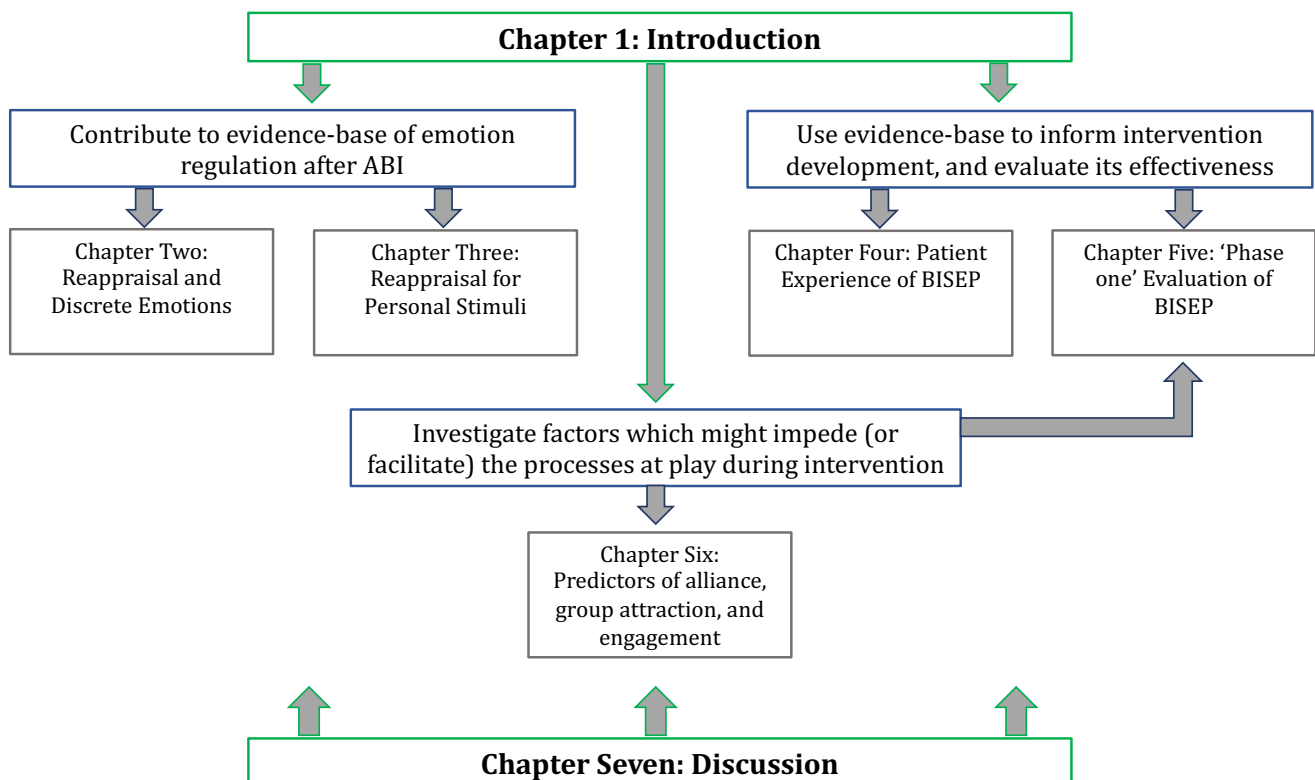 Chapter 1: Introduction
Contribute to evidence-base of emotion
regulation after ABI
Use evidence-base to inform intervention
development, and evaluate its effectiveness
Chapter Two:
Reappraisal and
Discrete Emotions
Chapter Three:
Reappraisal for
Personal Stimuli
Chapter Four: Patient
Experience of BISEP
Chapter Five: ‘Phase
one’ Evaluation of
BISEP
Investigate factors which might impede (or
facilitate) the processes at play during intervention
Chapter Six:
Predictors of alliance,
group attraction, and
engagement
Chapter Seven: Discussion